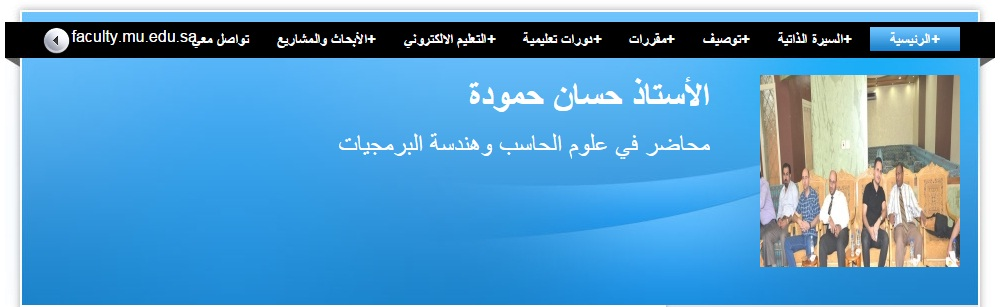 +الرئيسية +السيرة الذاتية +توصيف +مقررات +دورات تعليمية +التعليم الالكتروني +الأبحاث والمشاريع تواصل معي faculty.mu.edu.sa
الأستاذ حسان حمودة
محاضر في علوم الحاسب وهندسة البرمجيات